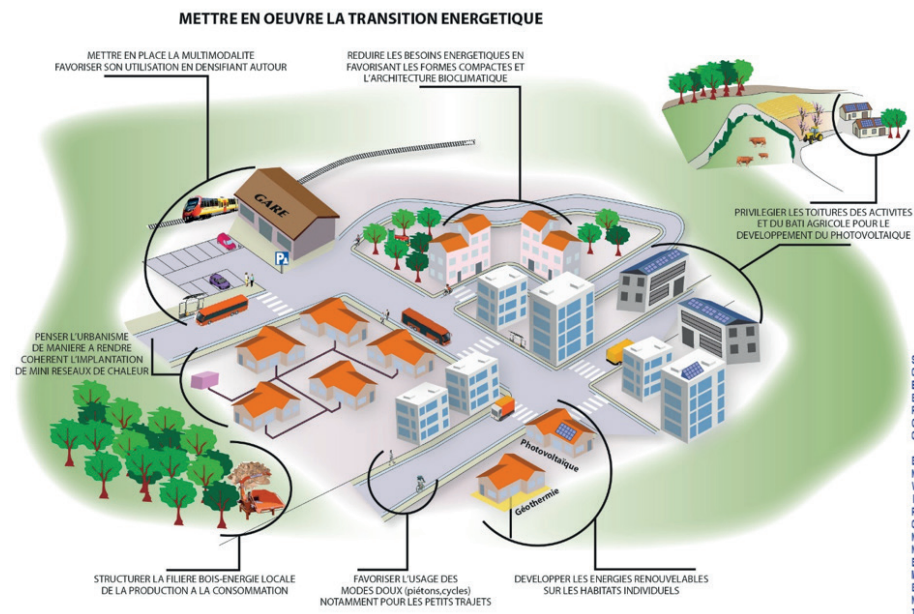 METTRE EN OEUVRE LA TRANSITION ENERGETIQUE
METTRE EN PLACE LA MULTIMODALITE
FAVORISER SON UTILISATION EN DENSIFIANT AUTOUR
REDUIRE LES BESOINS ENERGETIQUES EN
FAVORISANT LES FORMES COMPACTES ET
L'ARCHITECTURE BIOCLIMATIQUE
GARE
P
PRIVILEGIER LES TOITURES DES ACTIVITES
ET DU BATI AGRICOLE POUR LE
DEVELOPPEMENT DU PHOTOVOLTAIQUE
PENSER L'URBANISME
DE MANIERE A RENDRE
COHERENT L'IMPLANTATION
DE MINI RESEAUX DE CHALEUR
Photovoltaïque
Géothermie
STRUCTURER LA FILIERE BOIS-ENERGIE LOCALE
DE LA PRODUCTION A LA CONSOMMATION
FAVORISER L'USAGE DES
MODES DOUX (piétons,cycles)
NOTAMMENT POUR LES PETITS TRAJETS
DEVELOPPER LES ENERGIES RENOUVELABLES
SUR LES HABITATS INDIVIDUELS